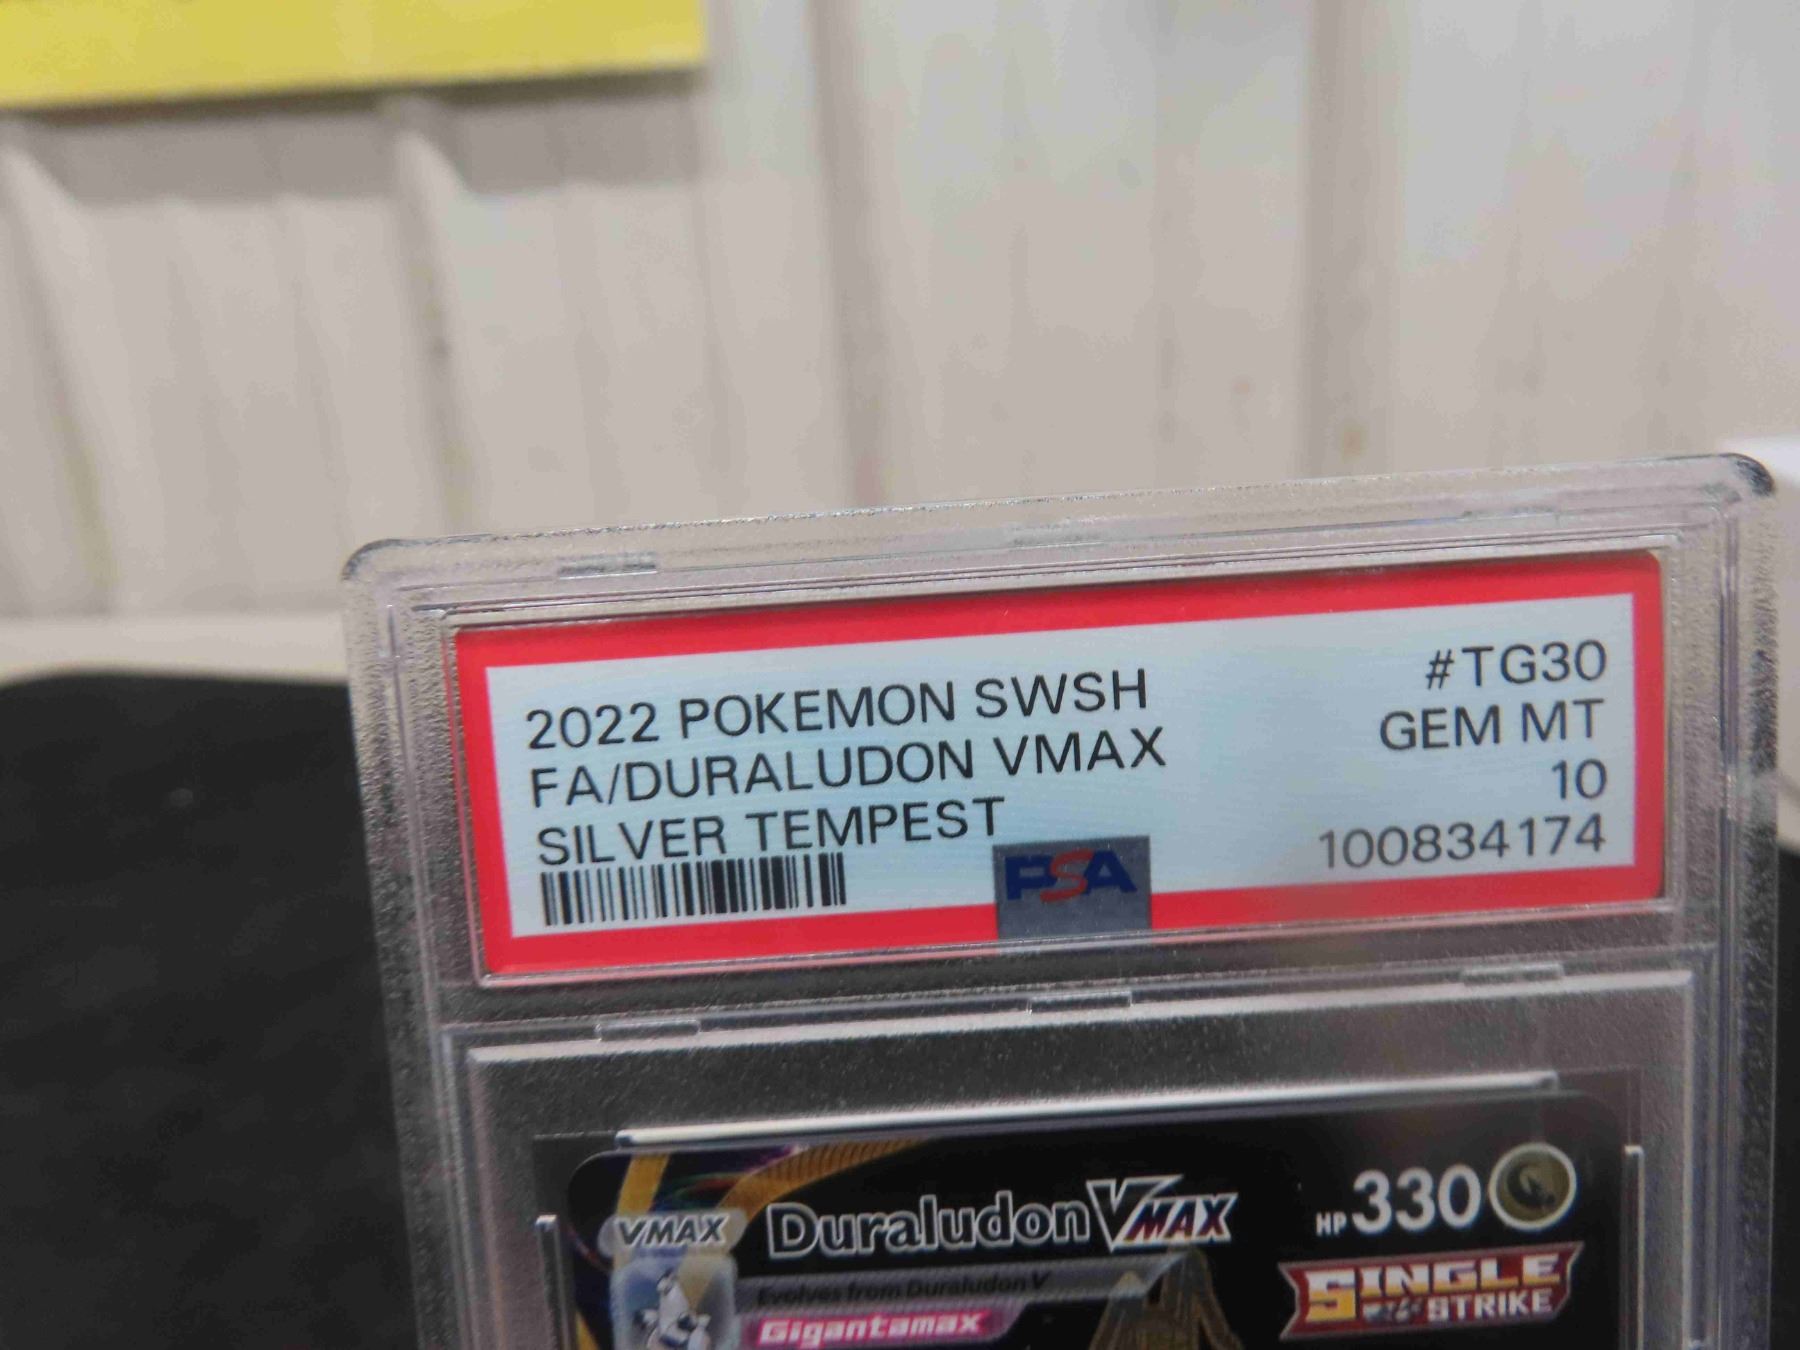 2022 POKEMON SWSH
FA/DURALUDON VMAX
SILVER TEMPEST
#TG30
GEM MT
10
100834174
PSA
VMAX
Duraludon VMAX
HP 330
Evolves from Duraludon V
Gigantamax
SINGLE
STRIKE